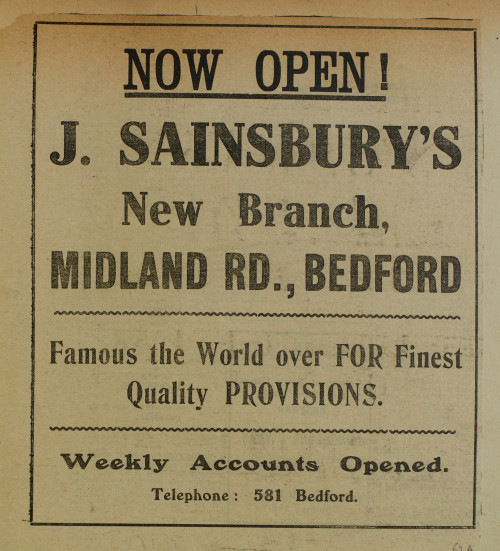 NOW OPEN!
J. SAINSBURY'S
New Branch,
MIDLAND RD., BEDFORD
Famous the World over FOR Finest
Quality PROVISIONS.
Weekly Accounts Opened.
Telephone: 581 Bedford.